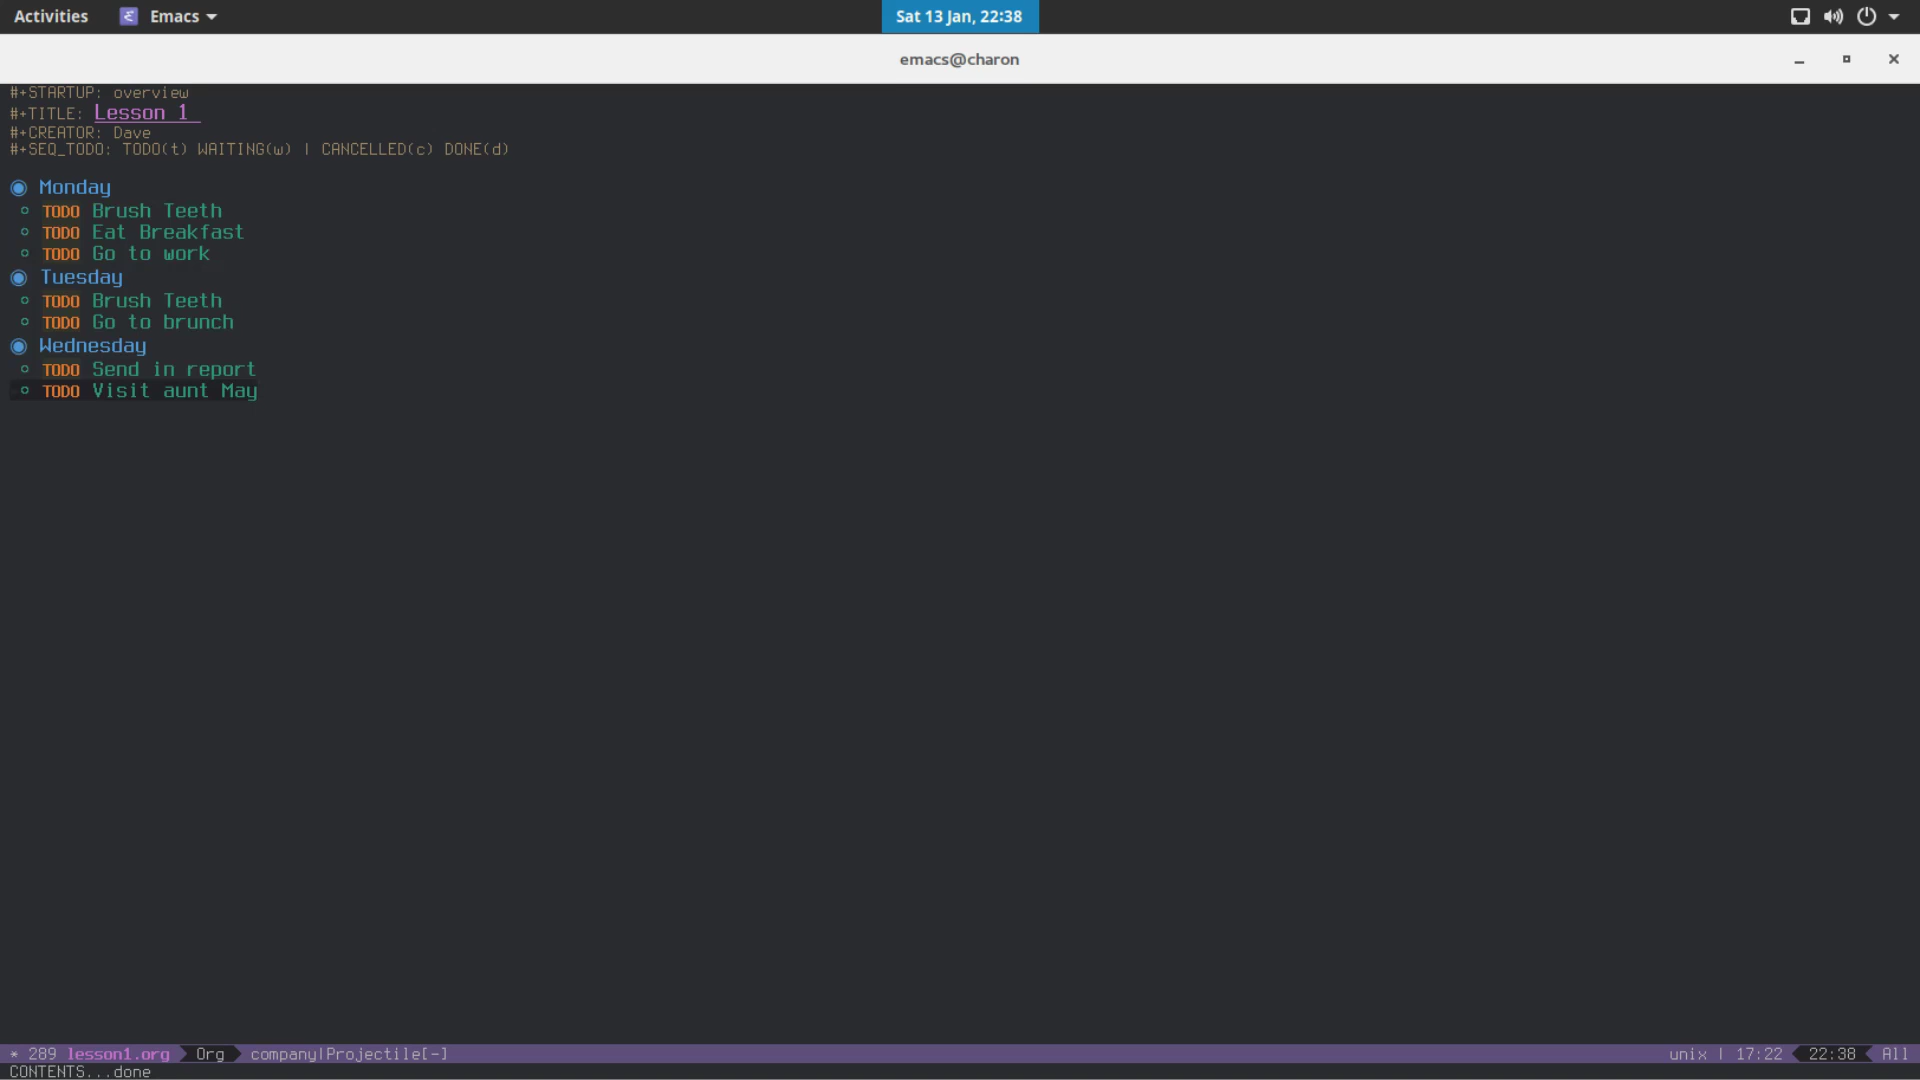 Activities Emacs Sat 13 Jan, 22:38
emacs@charon
#+STARTUP: overview
#+TITLE: Lesson 1
#+CREATOR: Dave
#+SEQ_TODO: TODO(t) WAITING(w) | CANCELLED(c) DONE(d)
Monday
TODO Brush Teeth
TODO Eat Breakfast
TODO Go to work
Tuesday
TODO Brush Teeth
TODO Go to brunch
Wednesday
TODO Send in report
TODO Visit aunt May
* 289 lesson1.org Org company|Projectile[-] unix | 17:22 22:38 All
CONTENTS...done